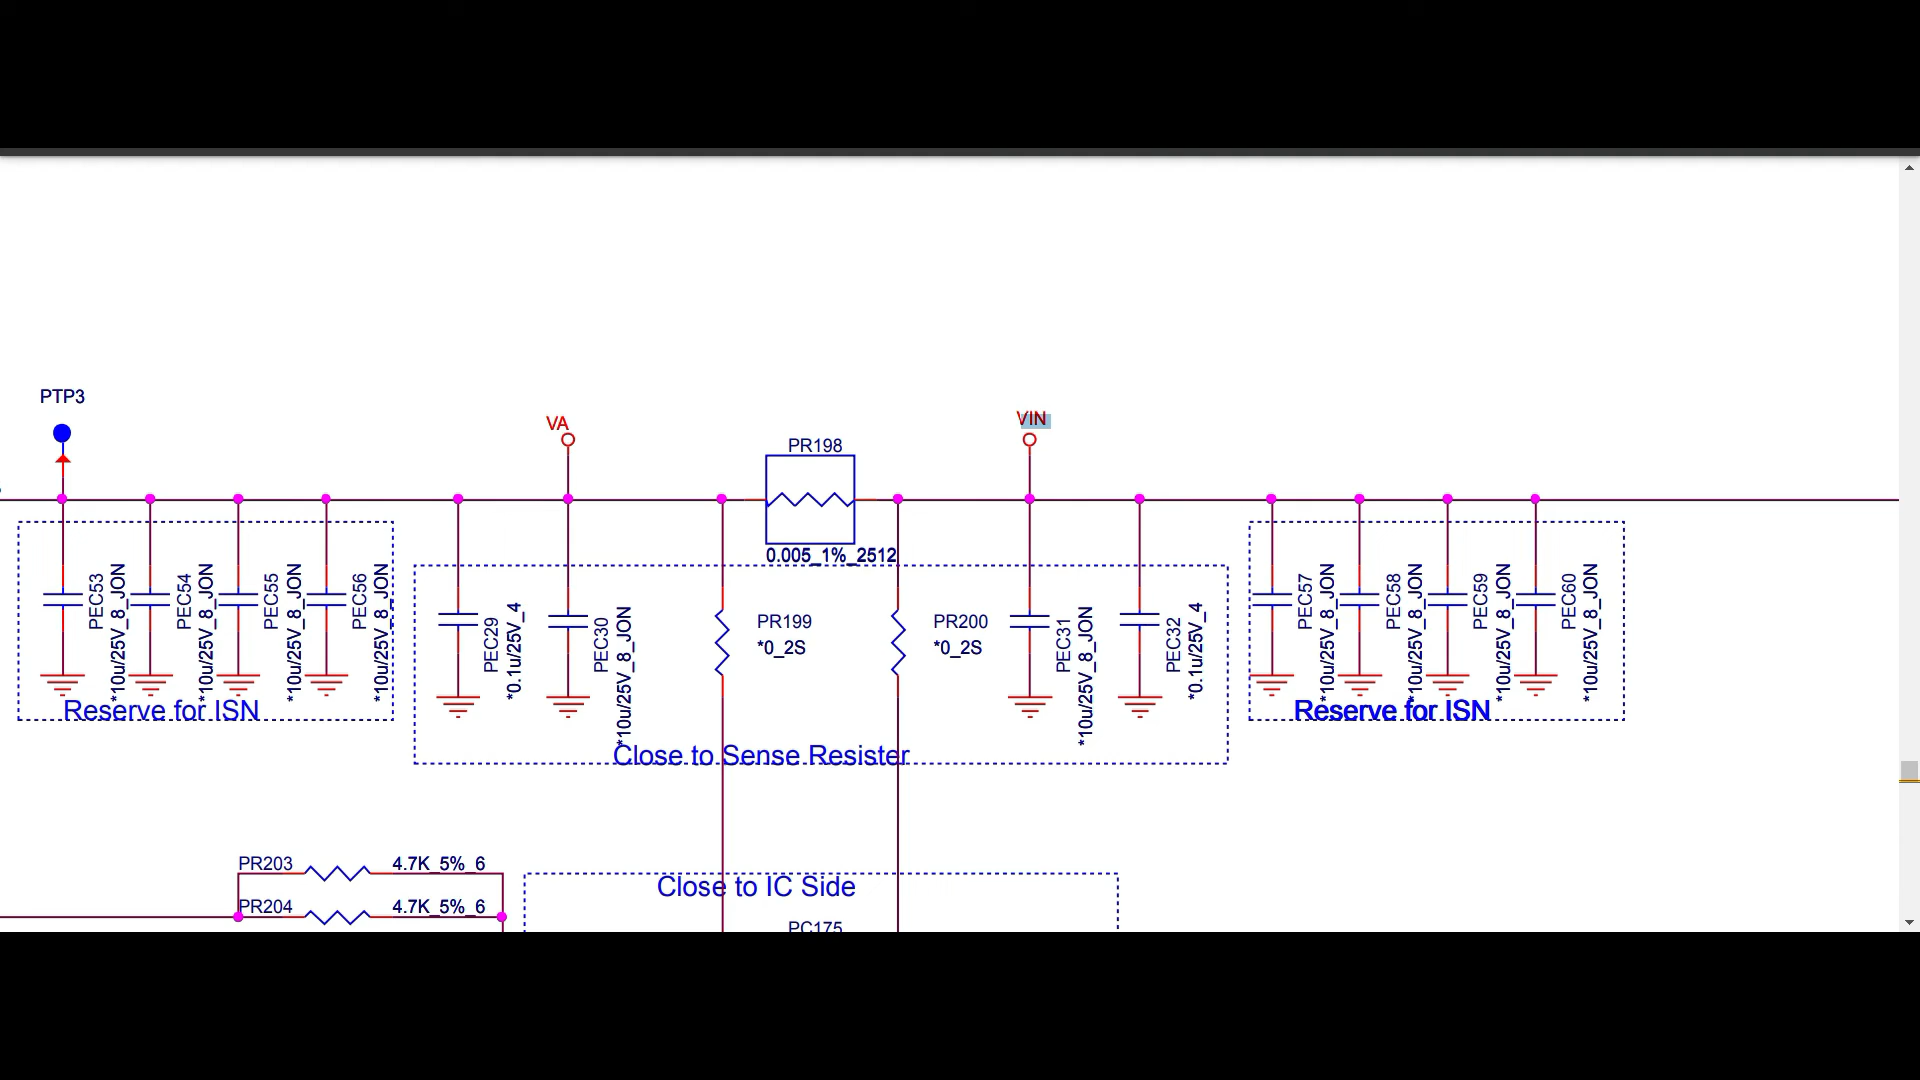 PTP3
VA
VIN
PR198
0.005_1%_2512
PEC53
*10u/25V_8_JON
PEC54
*10u/25V_8_JON
PEC55
*10u/25V_8_JON
PEC56
*10u/25V_8_JON
Reserve for ISN
PEC29
*0.1u/25V_4
PEC30
*10u/25V_8_JON
PR199
*0_2S
PR200
*0_2S
PEC31
*10u/25V_8_JON
PEC32
*0.1u/25V_4
Close to Sense Resister
PEC57
*10u/25V_8_JON
PEC58
*10u/25V_8_JON
PEC59
*10u/25V_8_JON
PEC60
*10u/25V_8_JON
Reserve for ISN
PR203 4.7K_5%_6
PR204 4.7K_5%_6
Close to IC Side
PC175